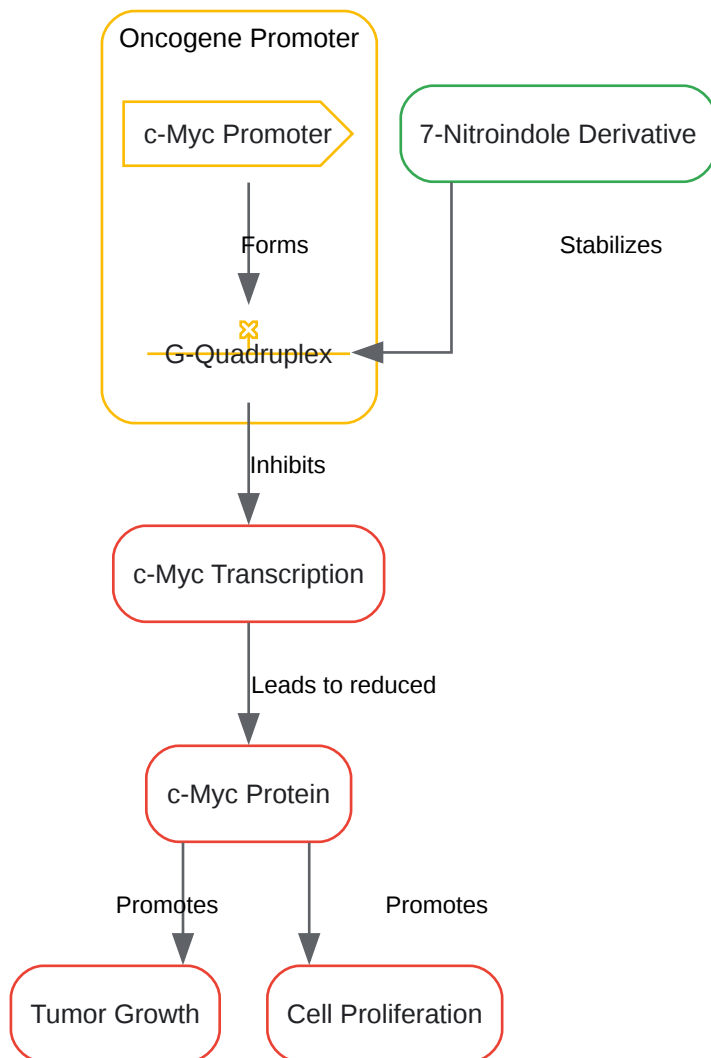 Oncogene Promoter
c-Myc Promoter
7-Nitroindole Derivative
Forms
Stabilizes
G-Quadruplex
Inhibits
c-Myc Transcription
Leads to reduced
c-Myc Protein
Promotes
Promotes
Tumor Growth
Cell Proliferation